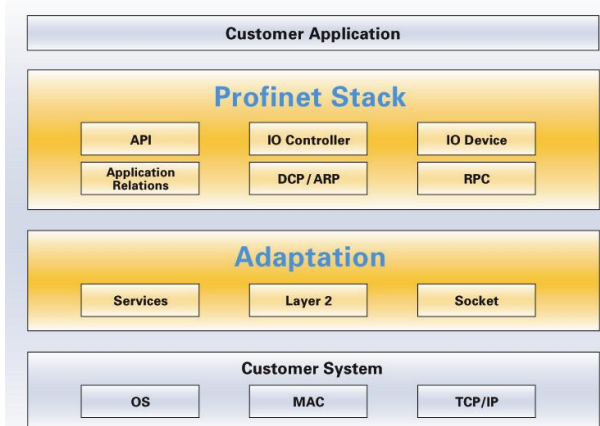 Customer Application
Profinet Stack
API
IO Controller
IO Device
Application
Relations
DCP / ARP
RPC
Adaptation
Services
Layer 2
Socket
Customer System
OS
MAC
TCP/IP